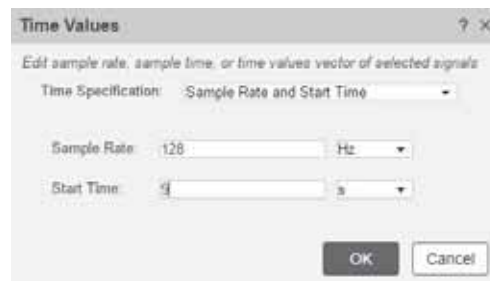 Time Values ? ×
Edit sample rate, sample time, or time values vector of selected signals
Time Specification: Sample Rate and Start Time
Sample Rate: 128 Hz
Start Time: s
OK Cancel